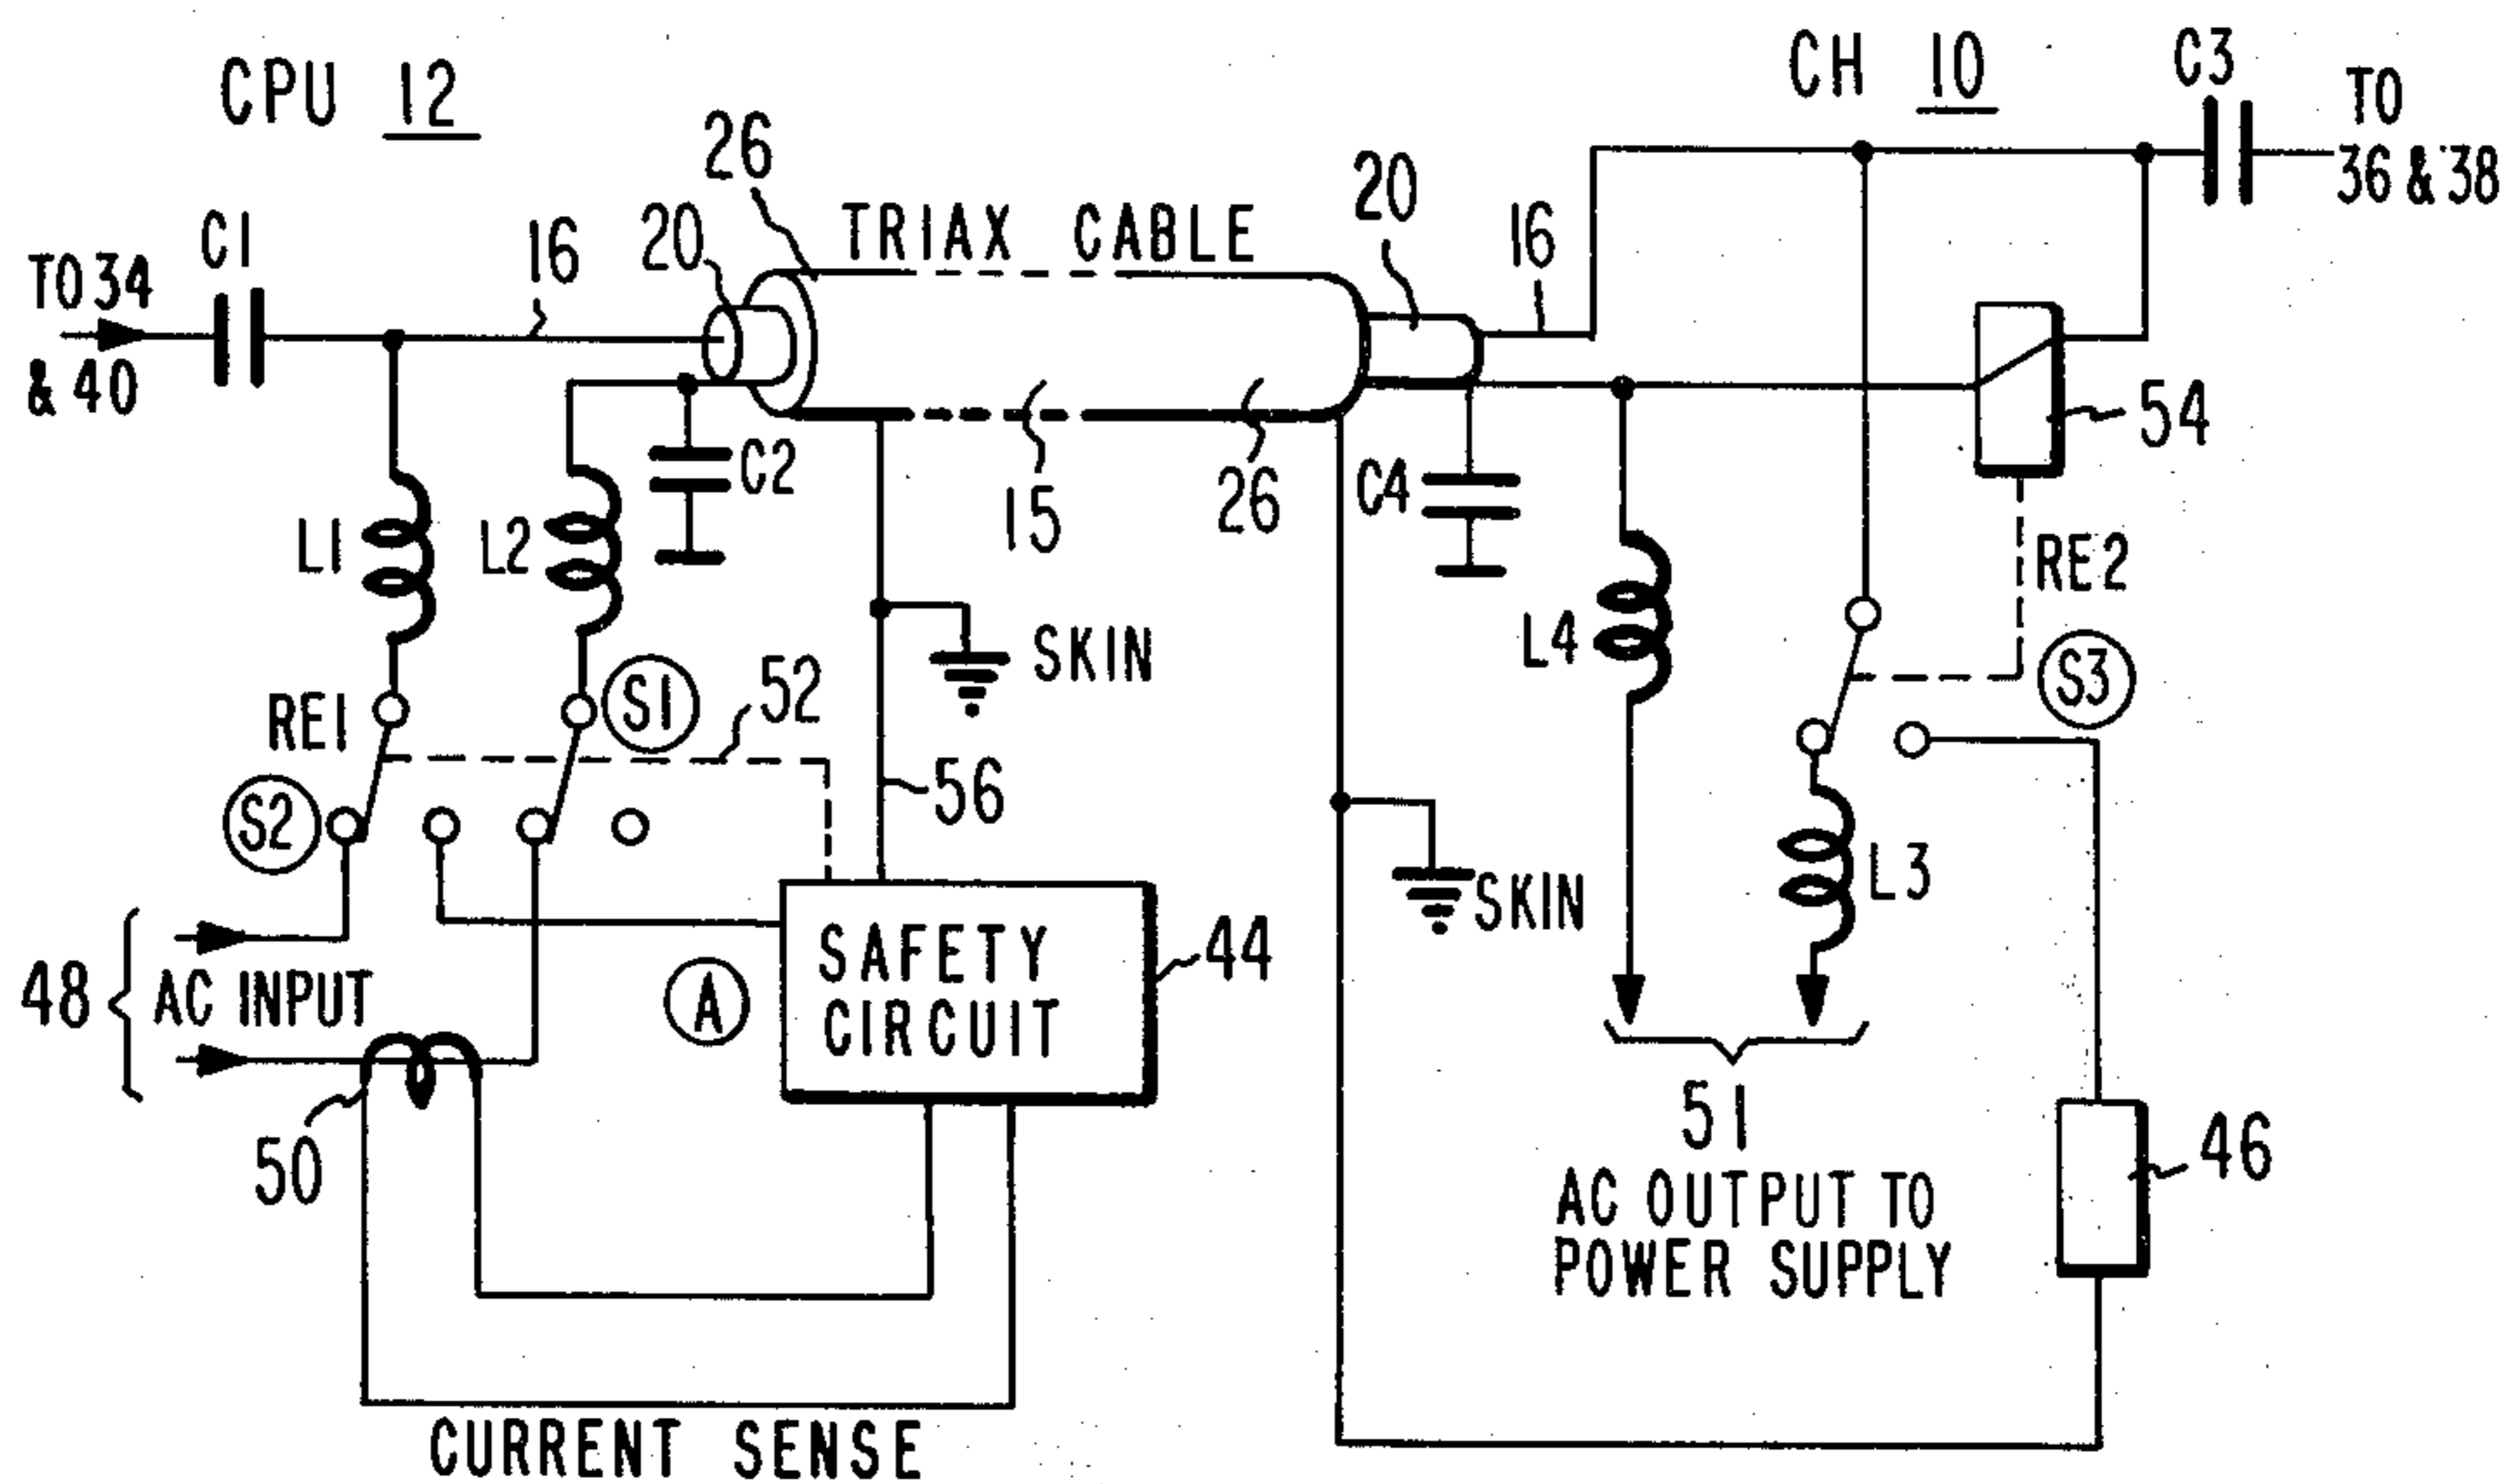 CPU 12
CH 10
C3
TO
36 & 38
26
20
TRIAX CABLE
20
16
C1
16
TO 34
& 40
54
C2
15
26
C4
L1
L2
RE2
SKIN
L4
S3
RE1
S1
52
S2
56
L3
SKIN
SAFETY
CIRCUIT
44
A
48
AC INPUT
50
51
46
AC OUTPUT TO
POWER SUPPLY
CURRENT SENSE